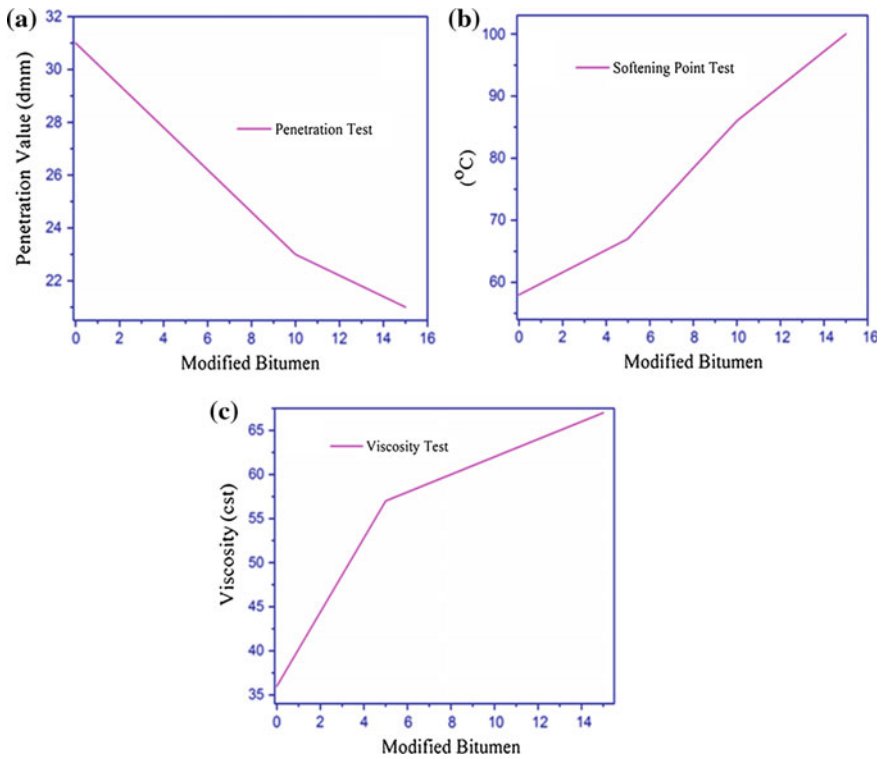 (a)
32
30
28
26
24
22
Penetration Value (dmm)
Penetration Test
0 2 4 6 8 10 12 14 16
Modified Bitumen
(b)
100
90
80
70
60
(°C)
Softening Point Test
0 2 4 6 8 10 12 14 16
Modified Bitumen
(c)
65
60
55
50
45
40
35
Viscosity (cst)
Viscosity Test
0 2 4 6 8 10 12 14
Modified Bitumen